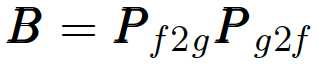 B = P_{f2g}P_{g2f}